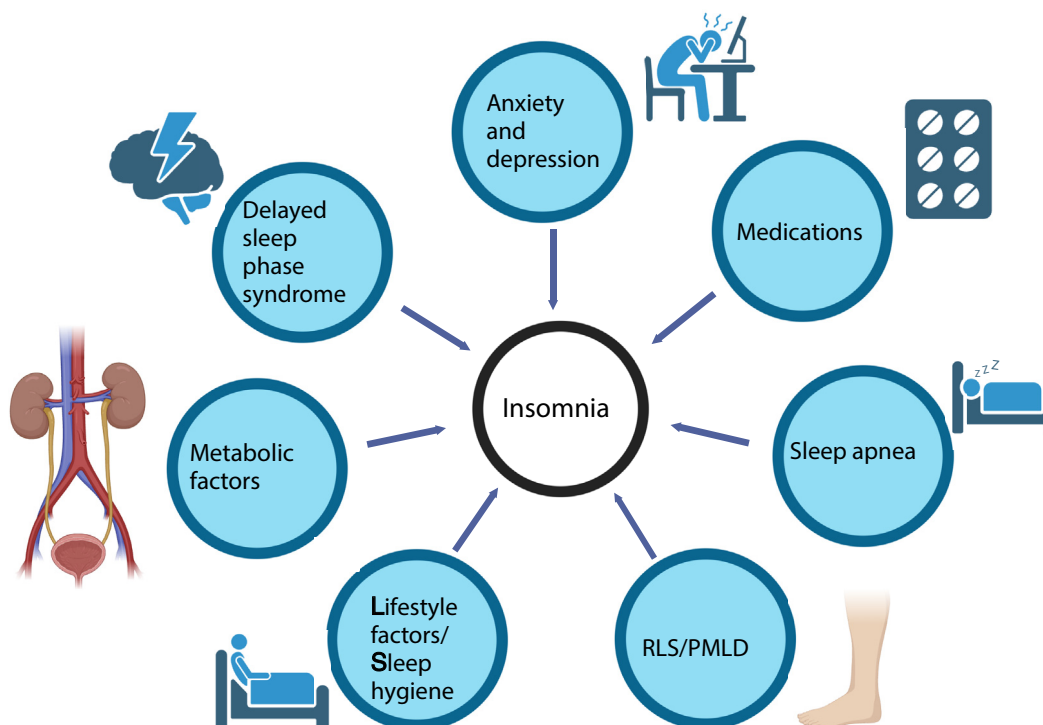 Anxiety
and
depression
Medications
Sleep apnea
zzzz
RLS/PMLD
Lifestyle
factors/
Sleep
hygiene
Metabolic
factors
Delayed
sleep
phase
syndrome
Insomnia